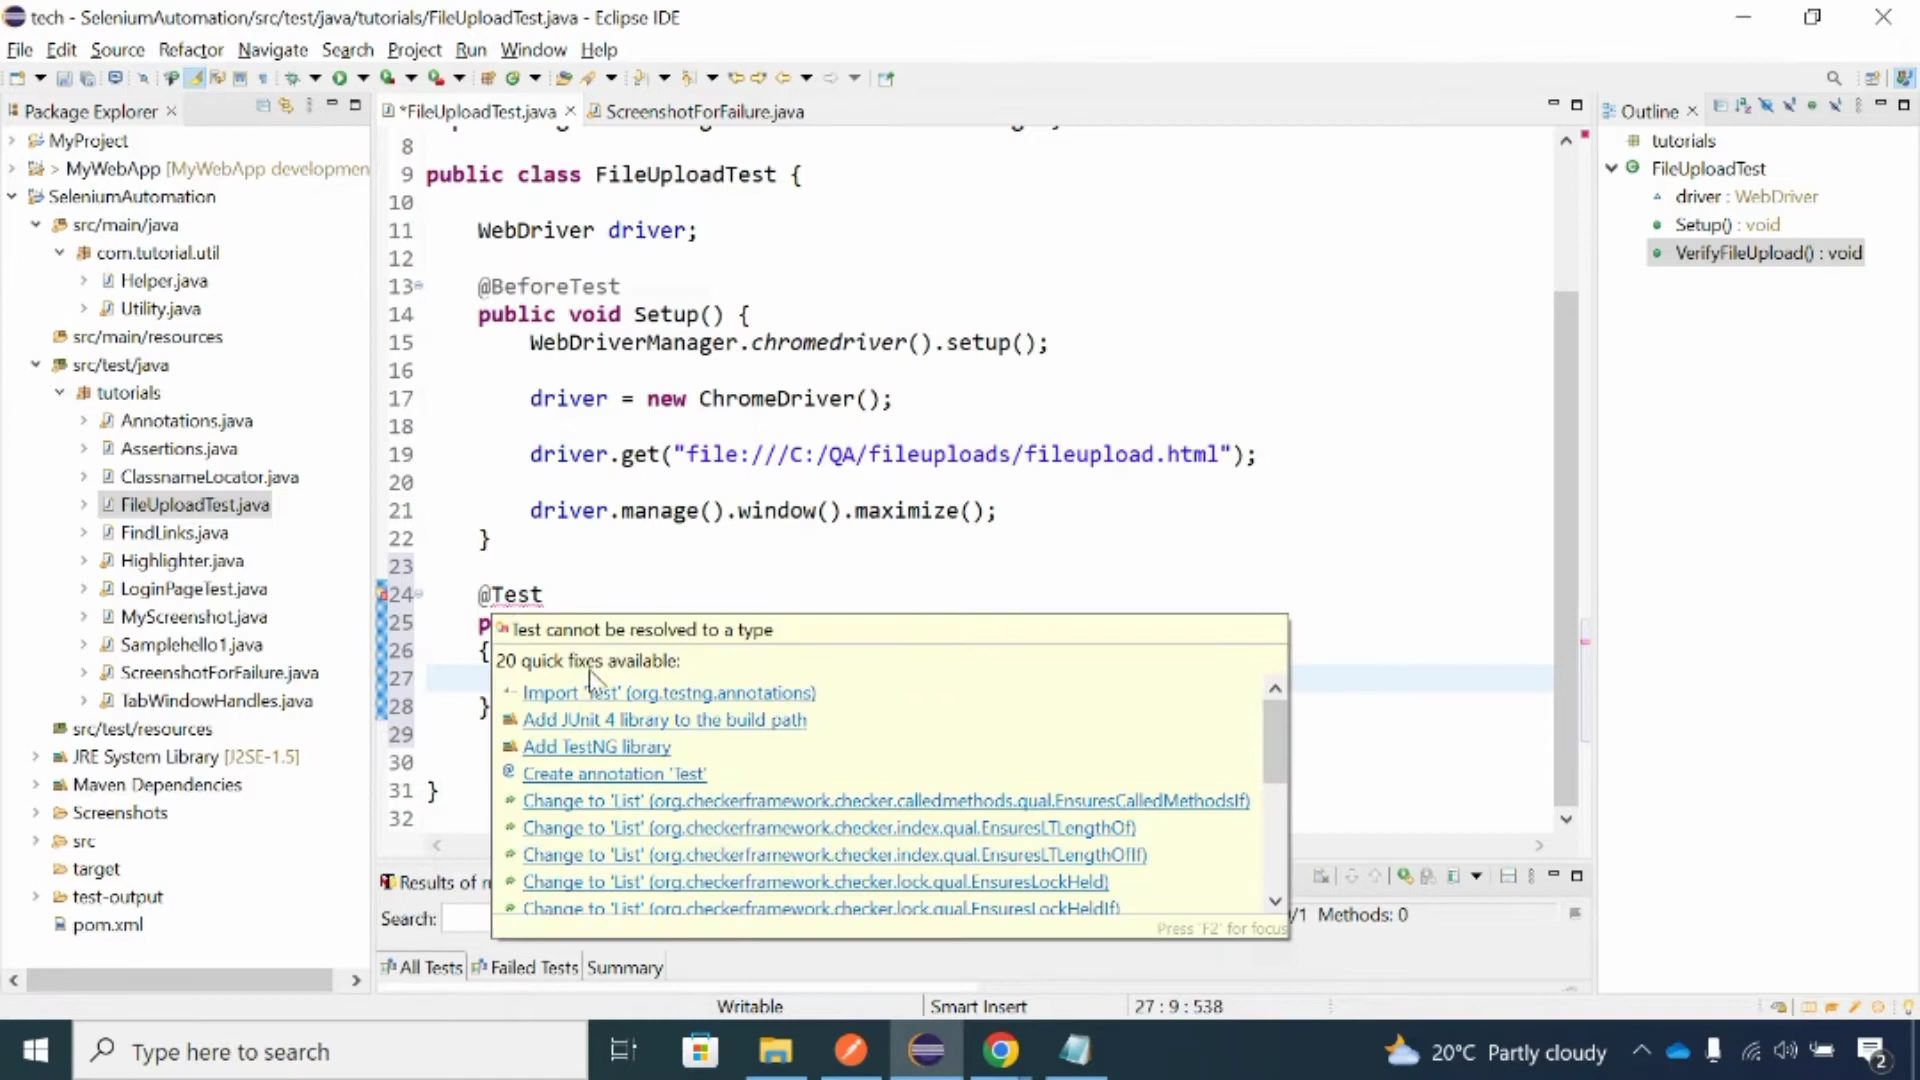 tech - SeleniumAutomation/src/test/java/tutorials/FileUploadTest.java - Eclipse IDE
File Edit Source Refactor Navigate Search Project Run Window Help
Package Explorer
*FileUploadTest.java
ScreenshotForFailure.java
Outline
MyProject
> MyWebApp [MyWebApp developmen
SeleniumAutomation
src/main/java
com.tutorial.util
Helper.java
Utility.java
src/main/resources
src/test/java
tutorials
Annotations.java
Assertions.java
ClassnameLocator.java
FileUploadTest.java
FindLinks.java
Highlighter.java
LoginPageTest.java
MyScreenshot.java
Samplehello1.java
ScreenshotForFailure.java
TabWindowHandles.java
src/test/resources
JRE System Library [J2SE-1.5]
Maven Dependencies
Screenshots
src
target
test-output
pom.xml
8
9 public class FileUploadTest {
10
11 WebDriver driver;
12
13 @BeforeTest
14 public void Setup() {
15 WebDriverManager.chromedriver().setup();
16
17 driver = new ChromeDriver();
18
19 driver.get("file:///C:/QA/fileuploads/fileupload.html");
20
21 driver.manage().window().maximize();
22 }
23
24 @Test
25 p
26 {
27
28 }
29
30
31 }
32
Test cannot be resolved to a type
20 quick fixes available:
Import 'Test' (org.testng.annotations)
Add JUnit 4 library to the build path
Add TestNG library
Create annotation 'Test'
Change to 'List' (org.checkerframework.checker.calledmethods.qual.EnsuresCalledMethodsIf)
Change to 'List' (org.checkerframework.checker.index.qual.EnsuresLTLengthOf)
Change to 'List' (org.checkerframework.checker.index.qual.EnsuresLTLengthOfIf)
Change to 'List' (org.checkerframework.checker.lock.qual.EnsuresLockHeld)
Change to 'List' (org.checkerframework.checker.lock.qual.EnsuresLockHeldIf)
Press 'F2' for focus
tutorials
FileUploadTest
driver : WebDriver
Setup() : void
VerifyFileUpload() : void
Results of r
Search:
/1 Methods: 0
All Tests
Failed Tests
Summary
Writable
Smart Insert
27 : 9 : 538
Type here to search
20°C Partly cloudy
2